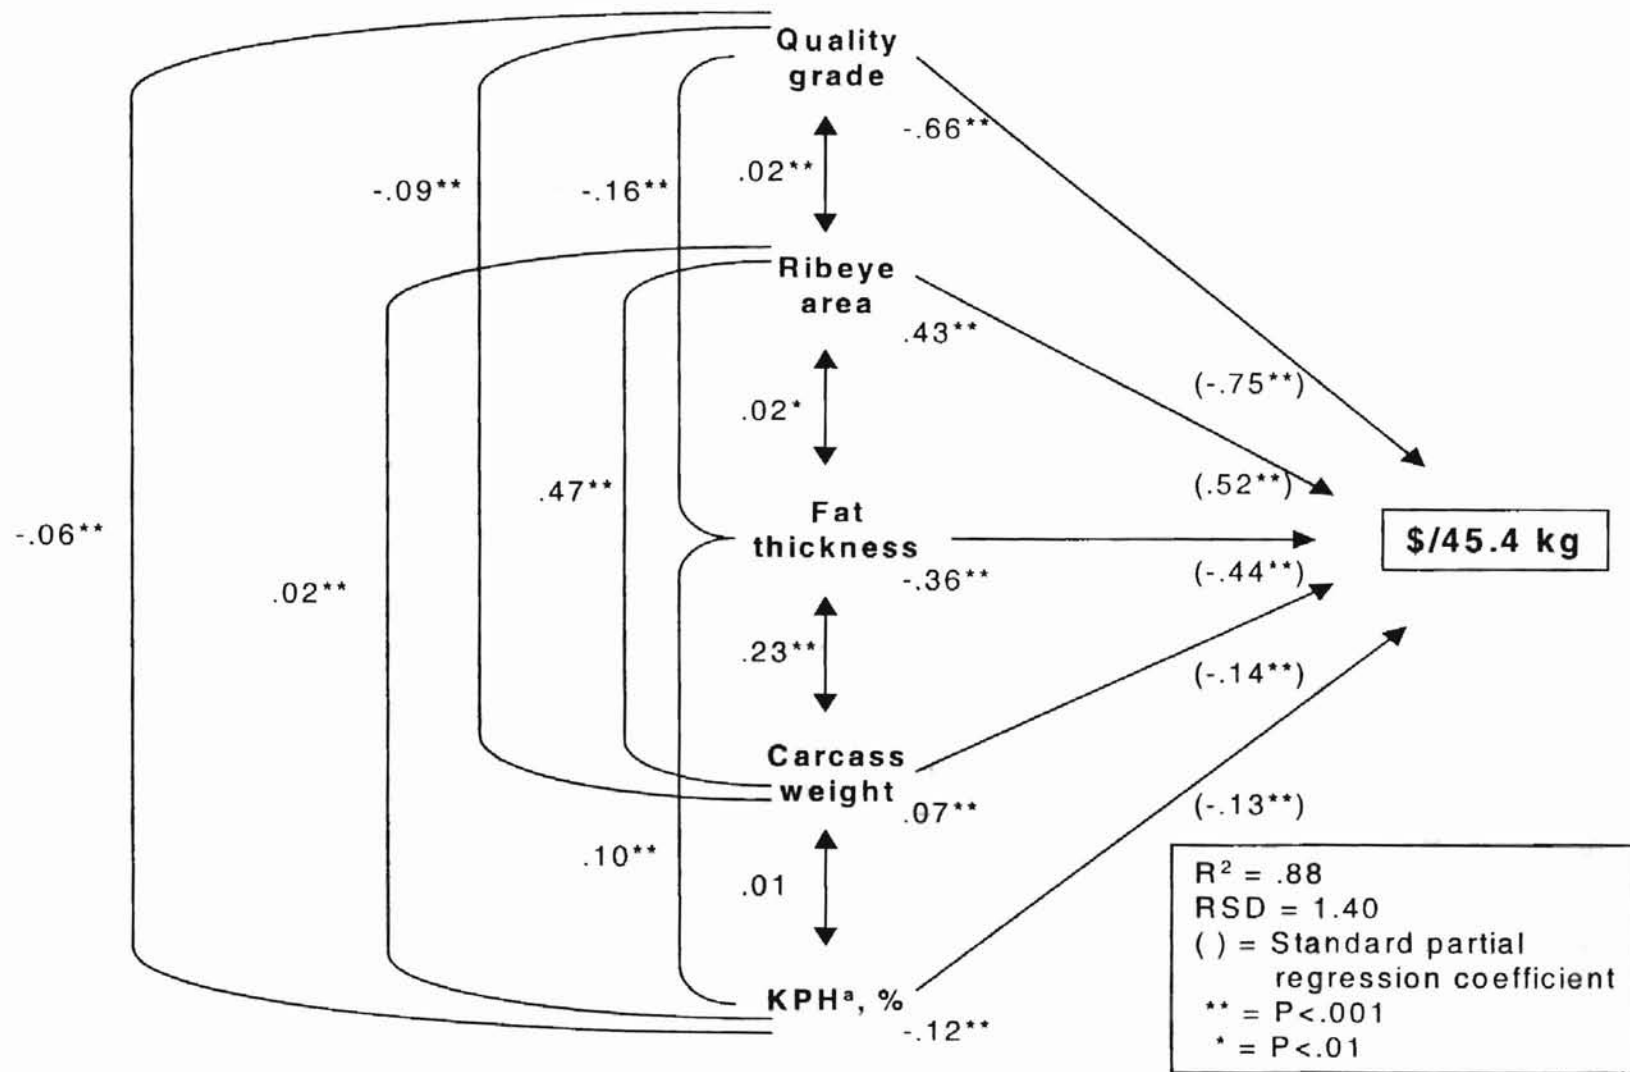 Quality
grade
-.66**
.02**
-.09**
-.16**
Ribeye
area
.43**
(-.75**)
.02*
.47**
(.52**)
-.06**
Fat
thickness
$/45.4 kg
-.36**
(-.44**)
.02**
.23**
(-.14**)
Carcass
weight
.07**
(-.13**)
.10**
.01
KPHᵃ, %
-.12**
R² = .88
RSD = 1.40
( ) = Standard partial
regression coefficient
** = P<.001
* = P<.01